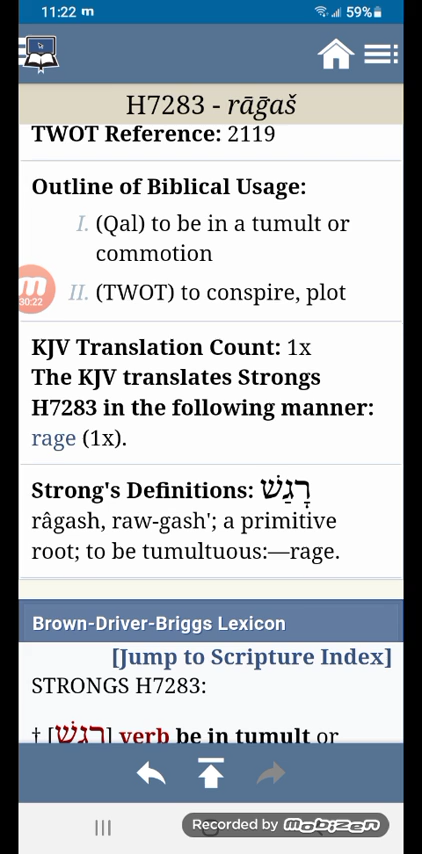 11:22 m 59%
H7283 - rāḡaš
TWOT Reference: 2119
Outline of Biblical Usage:
I. (Qal) to be in a tumult or
commotion
m
30:22
II. (TWOT) to conspire, plot
KJV Translation Count: 1x
The KJV translates Strongs
H7283 in the following manner:
rage (1x).
Strong's Definitions: רָגַשׁ
râgash, raw-gash'; a primitive
root; to be tumultuous:—rage.
Brown-Driver-Briggs Lexicon
[Jump to Scripture Index]
STRONGS H7283:
† [רגשׁ] verb be in tumult or
Recorded by mobizen